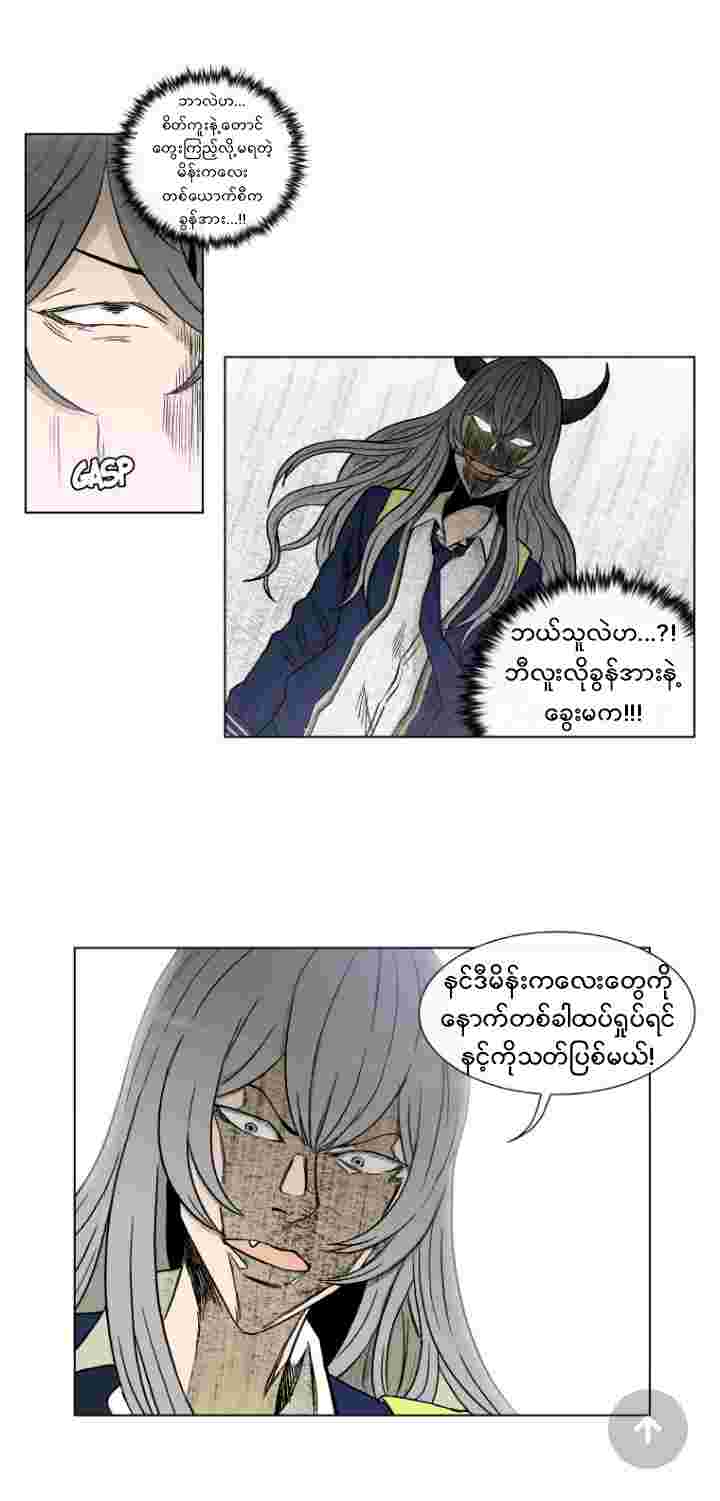 ဘာလဲဟ...
စိတ်ကူးနဲ့တောင်
တွေးကြည့်လို့မရတဲ့
မိန်းကလေး
တစ်ယောက်စီက
ခွန်အား...!!
GASP
ဘယ်သူလဲဟ...?!
ဘီလူးလိုခွန်အားနဲ့
ခွေးမက!!!
နင်ဒီမိန်းကလေးတွေကို
နောက်တစ်ခါထပ်ရှုပ်ရင်
နင့်ကိုသတ်ပြစ်မယ်!